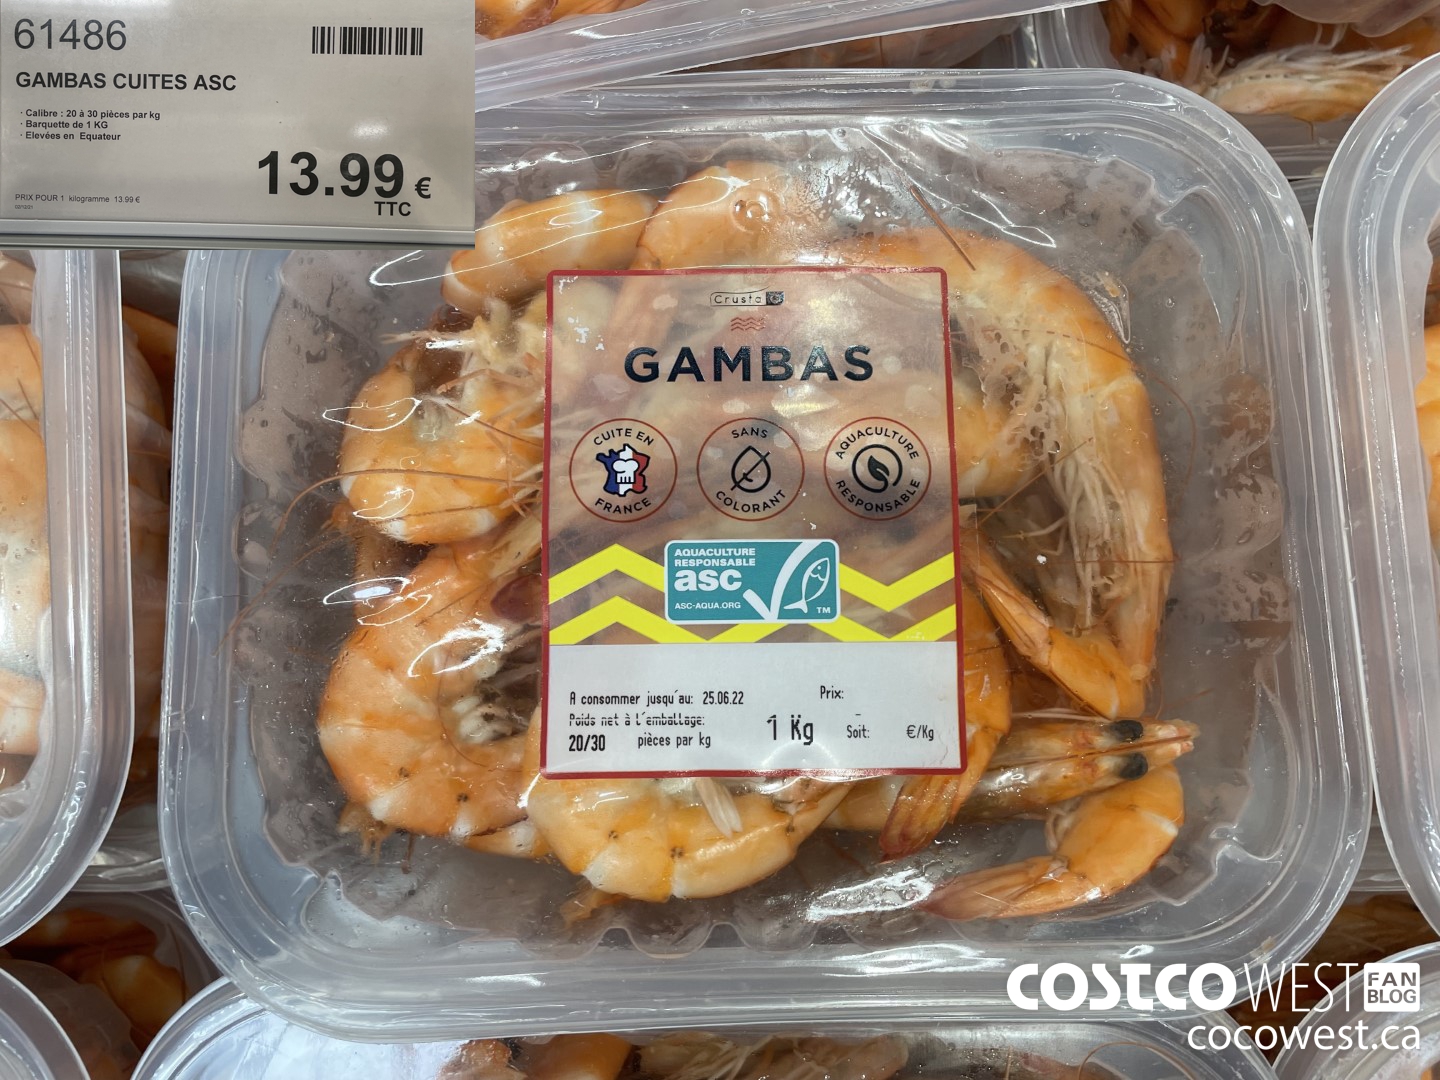 61486
GAMBAS CUITES ASC
· Calibre : 20 à 30 pièces par kg
· Barquette de 1 KG
· Elevées en Equateur
13.99 €
TTC
PRIX POUR 1 kilogramme 13.99 €
Crusta
GAMBAS
CUITE EN FRANCE
SANS COLORANT
AQUACULTURE RESPONSABLE
AQUACULTURE
RESPONSABLE
asc
ASC-AQUA.ORG
TM
A consommer jusqu'au: 25.06.22
Prix:
Poids net à l'emballage:
1 Kg
Soit: €/Kg
20/30 pièces par kg
COSTCO WEST FAN BLOG
cocowest.ca